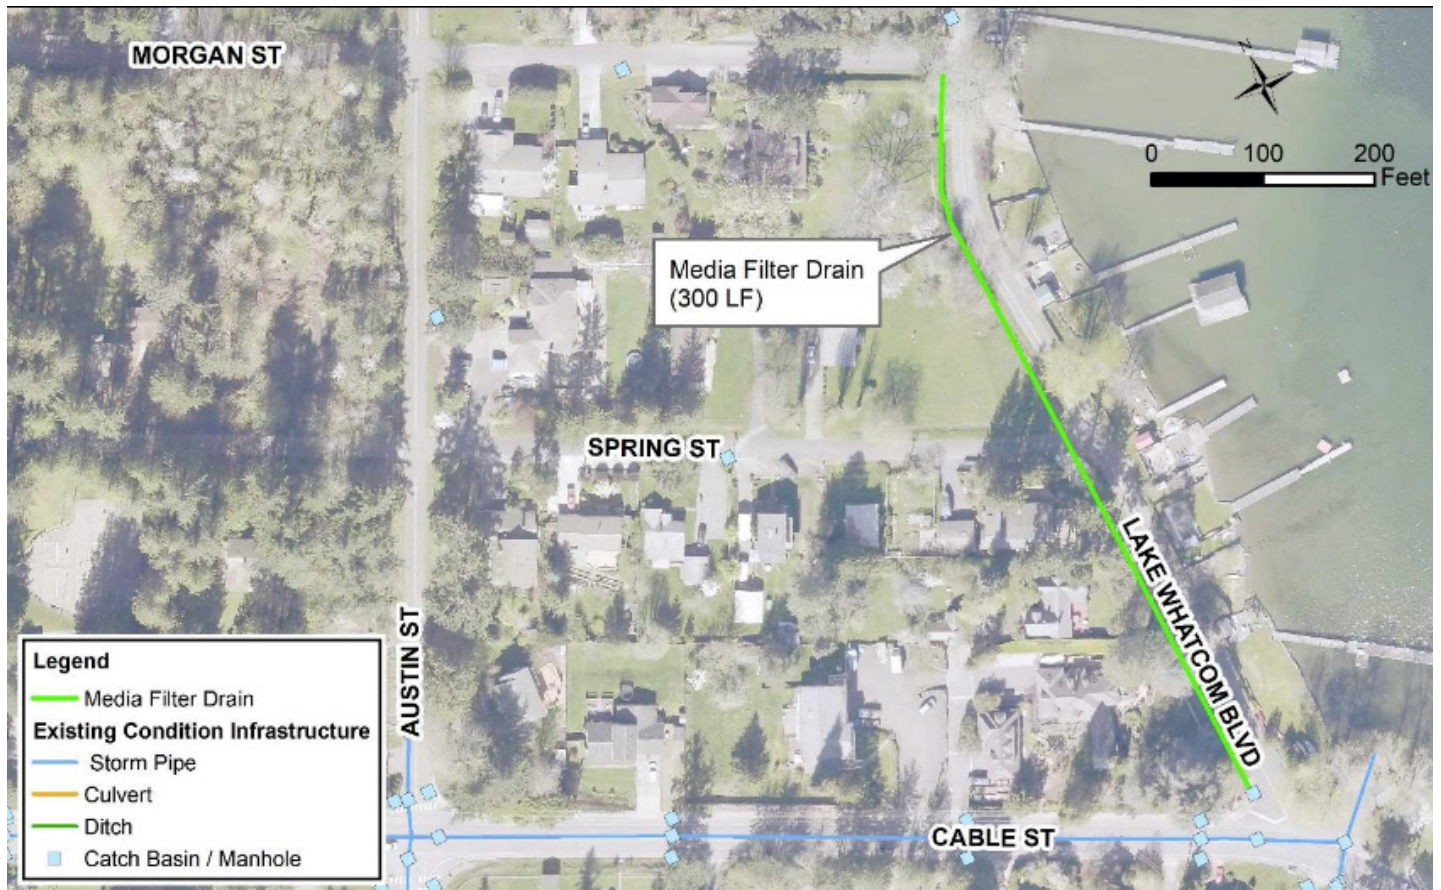 MORGAN ST
N
0 100 200
Feet
Media Filter Drain
(300 LF)
SPRING ST
LAKE WHATCOM BLVD
AUSTIN ST
CABLE ST
Legend
Media Filter Drain
Existing Condition Infrastructure
Storm Pipe
Culvert
Ditch
Catch Basin / Manhole